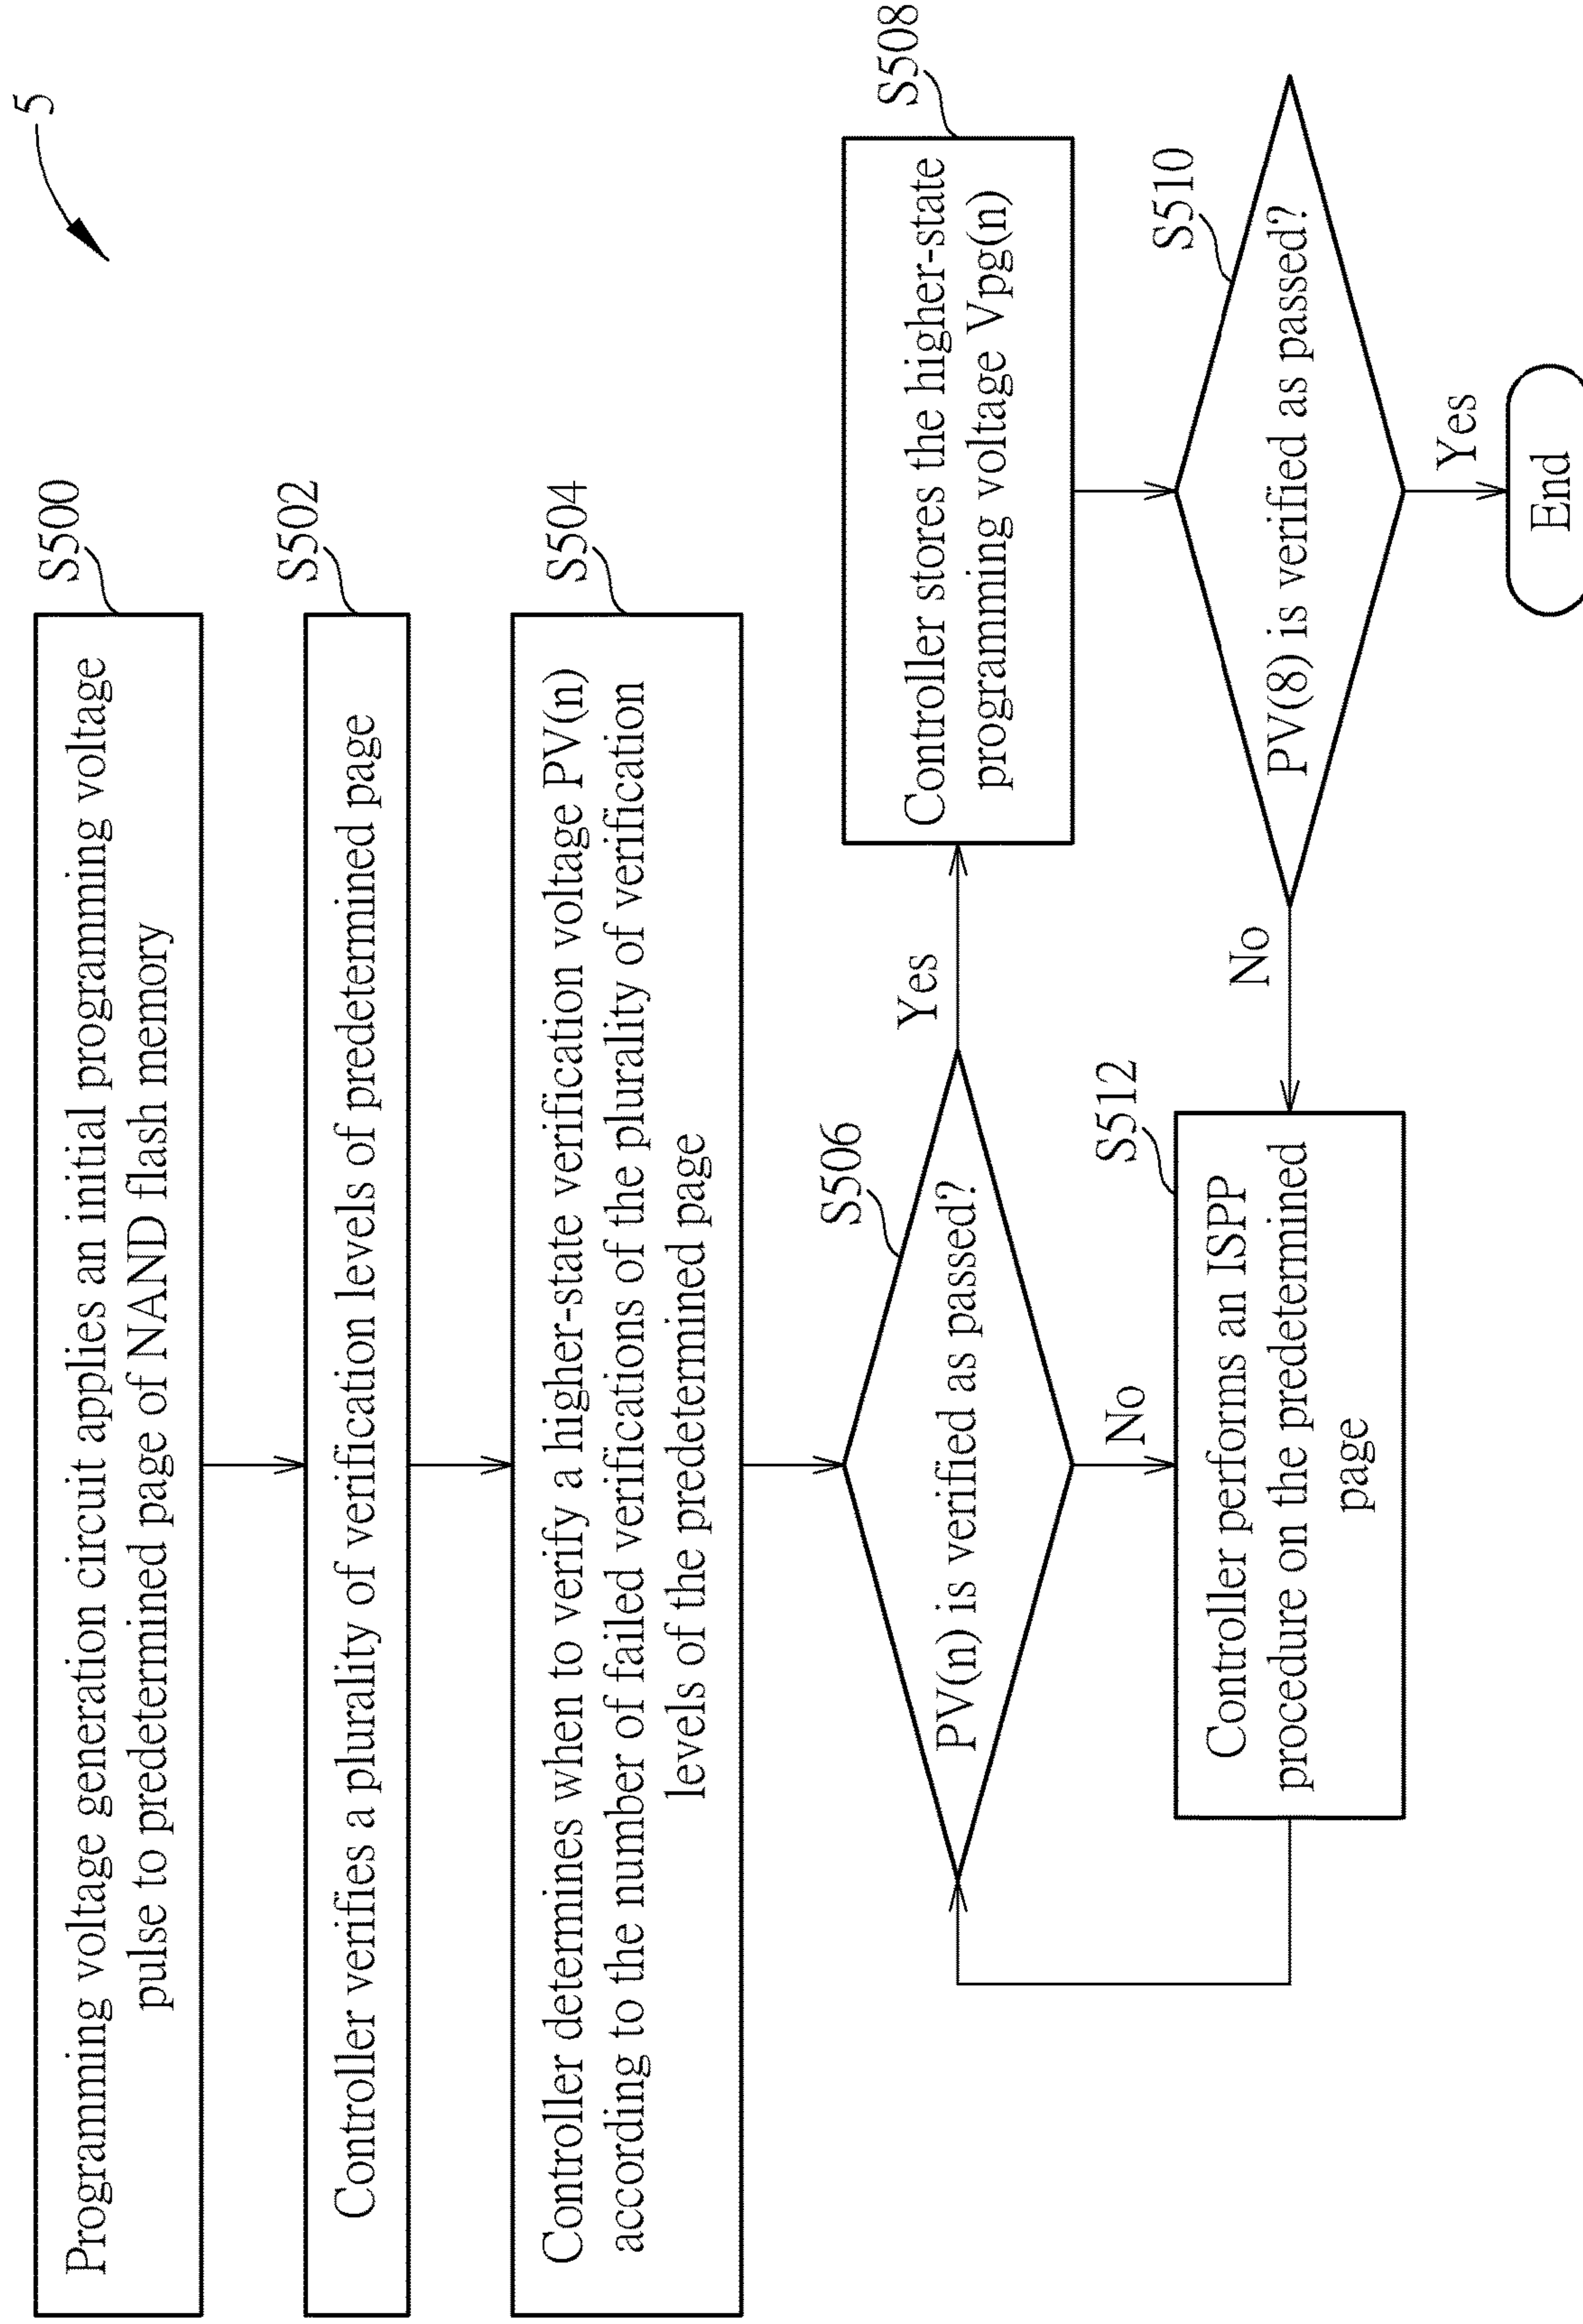 5
S500
Programming voltage generation circuit applies an initial programming voltage
pulse to predetermined page of NAND flash memory
S502
Controller verifies a plurality of verification levels of predetermined page
S504
Controller determines when to verify a higher-state verification voltage PV(n)
according to the number of failed verifications of the plurality of verification
levels of the predetermined page
S506
PV(n) is verified as passed?
Yes
No
S508
Controller stores the higher-state
programming voltage Vpg(n)
S510
PV(8) is verified as passed?
No
Yes
S512
Controller performs an ISPP
procedure on the predetermined
page
End